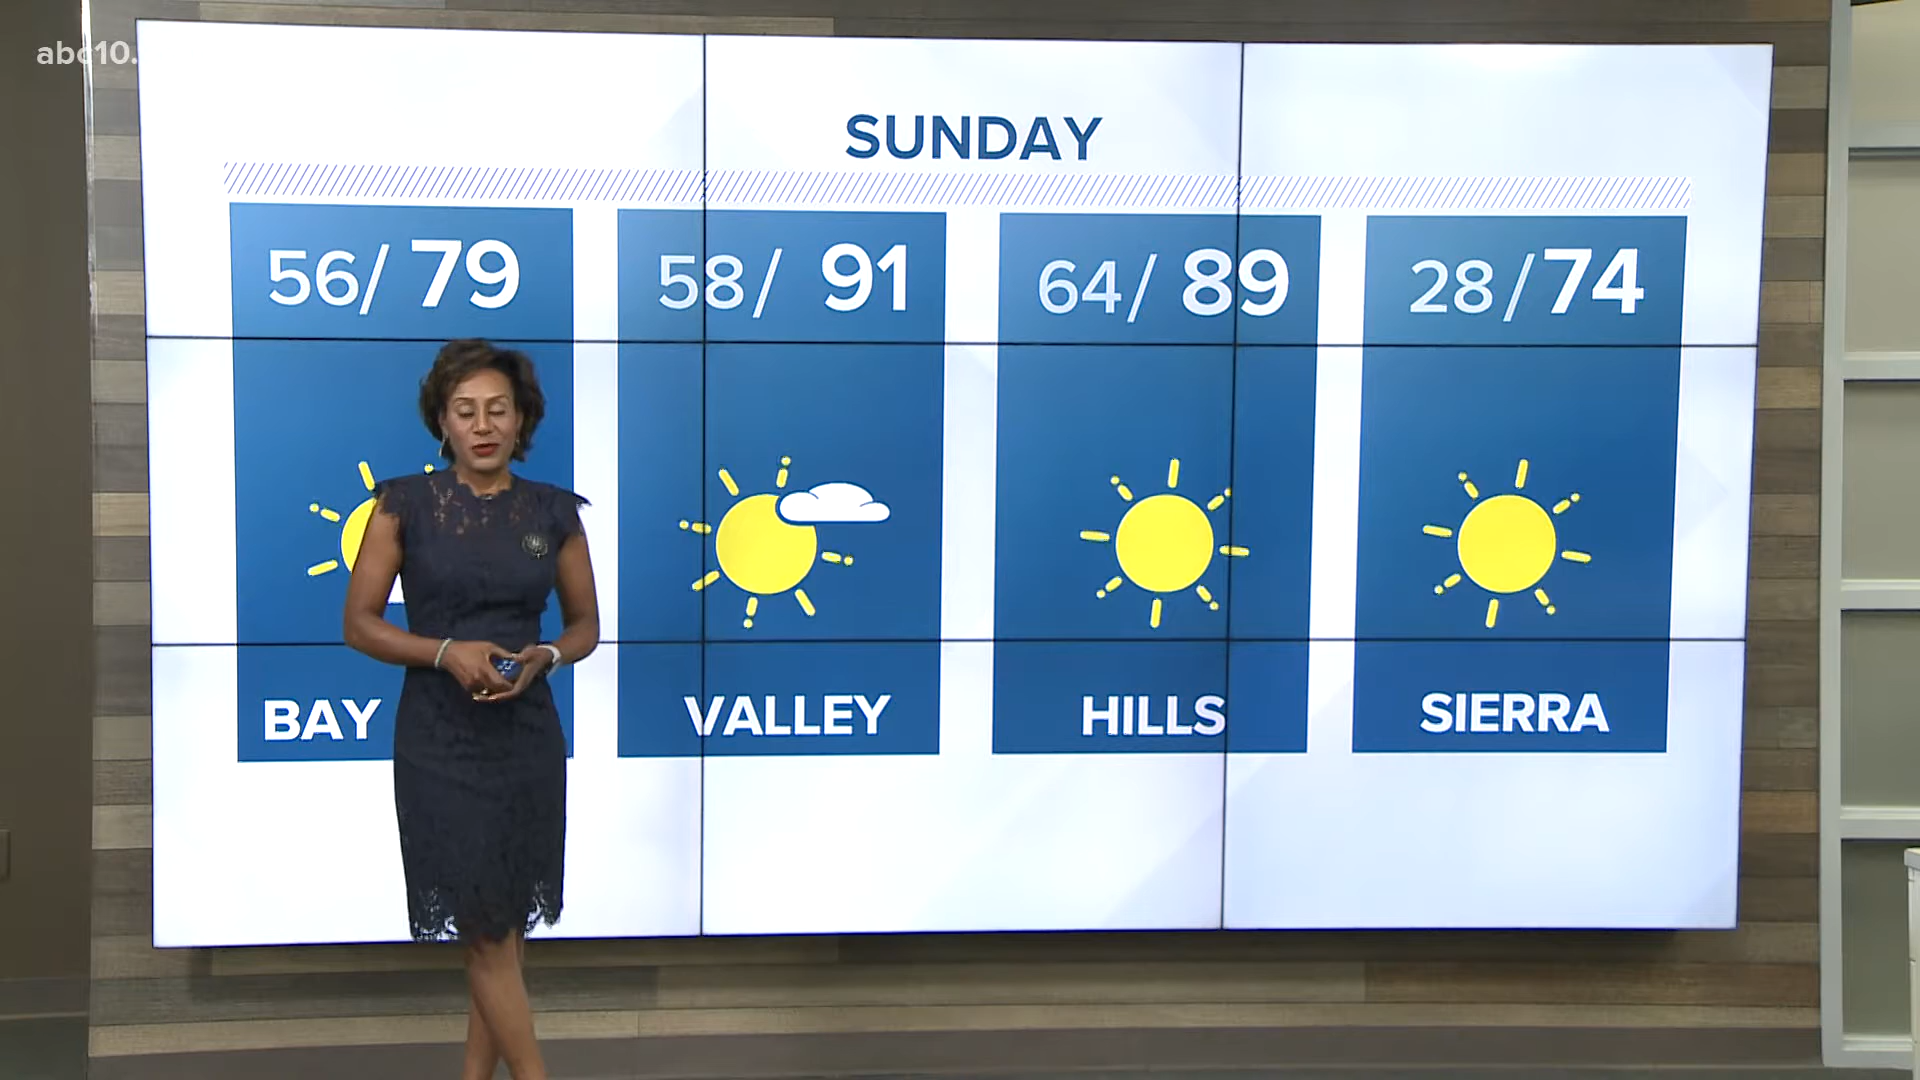 abc10.
SUNDAY
56/79
58/ 91
64/ 89
28/74
BAY
VALLEY
HILLS
SIERRA